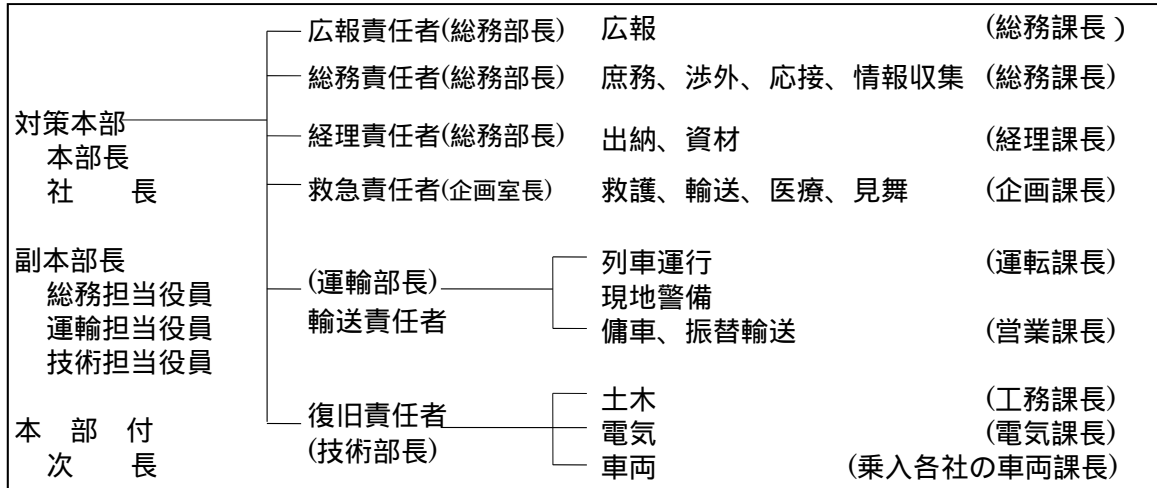 広報責任者(総務部長) 広報 (総務課長)
総務責任者(総務部長) 庶務、渉外、応接、情報収集 (総務課長)
対策本部
本部長
社 長
経理責任者(総務部長) 出納、資材 (経理課長)
救急責任者(企画室長) 救護、輸送、医療、見舞 (企画課長)
副本部長
総務担当役員
運輸担当役員
技術担当役員
(運輸部長)
輸送責任者
列車運行 (運転課長)
現地警備
傭車、振替輸送 (営業課長)
本 部 付
次 長
復旧責任者
(技術部長)
土木 (工務課長)
電気 (電気課長)
車両 (乗入各社の車両課長)